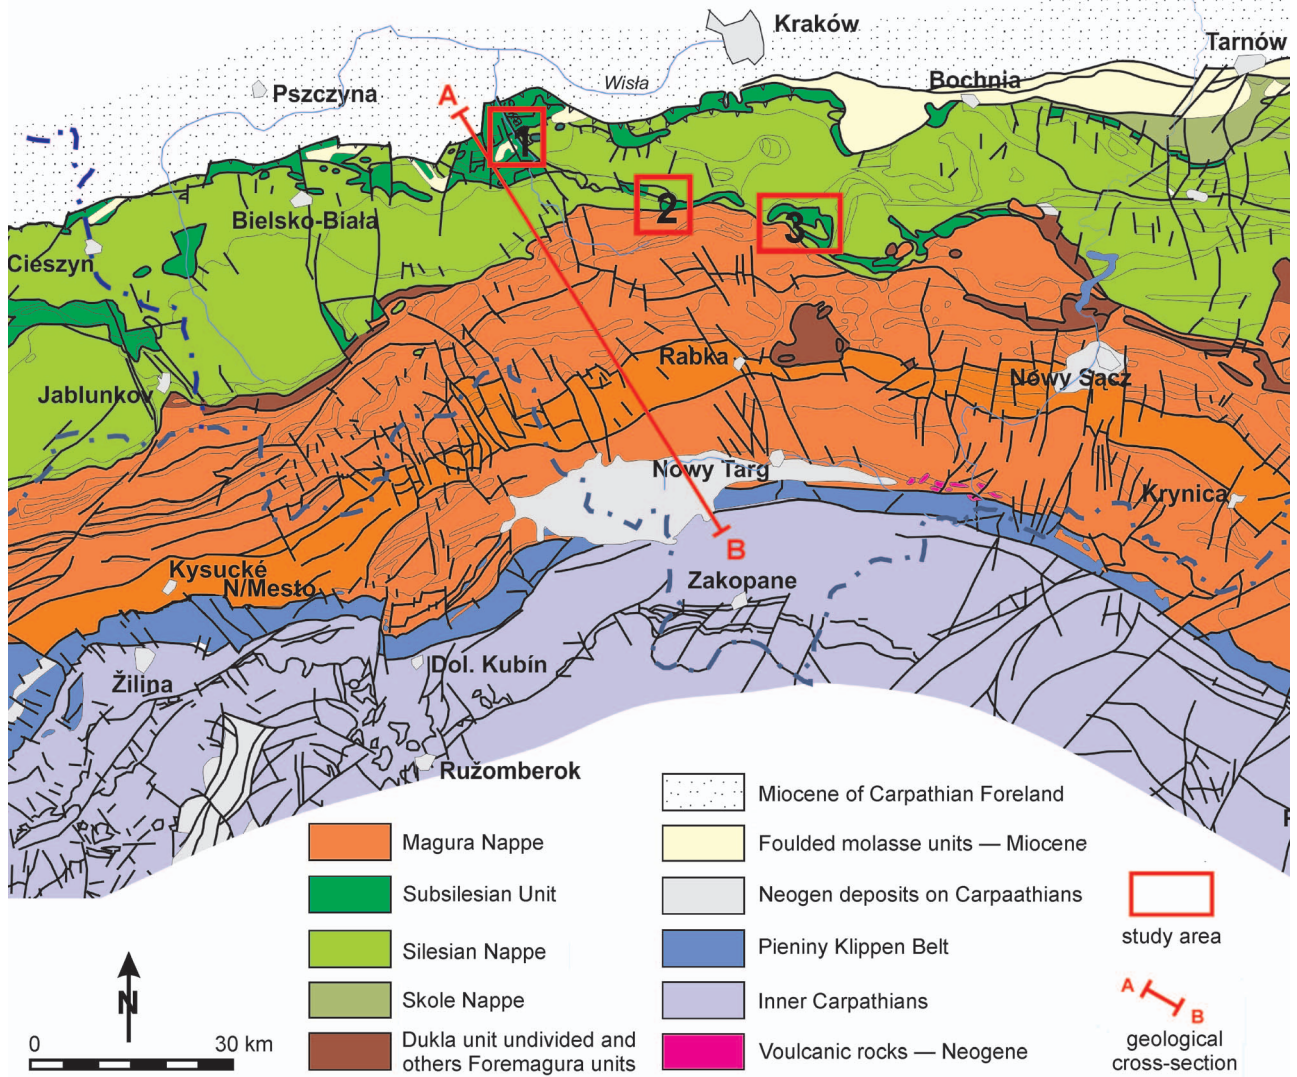 Kraków
Tarnów
Wisła
Bochnia
Pszczyna
A
1
2
3
Bielsko-Biała
Cieszyn
Rabka
Nowy Sącz
Jablunkov
Nowy Targ
Krynica
B
Kysucké
N/Mesto
Zakopane
Žilina
Dol. Kubín
Ružomberok
Miocene of Carpathian Foreland
Magura Nappe
Foulded molasse units — Miocene
Subsilesian Unit
Neogen deposits on Carpaathians
study area
Silesian Nappe
Pieniny Klippen Belt
N
Skole Nappe
Inner Carpathians
A
B
0 30 km
Dukla unit undivided and
others Foremagura units
Voulcanic rocks — Neogene
geological
cross-section